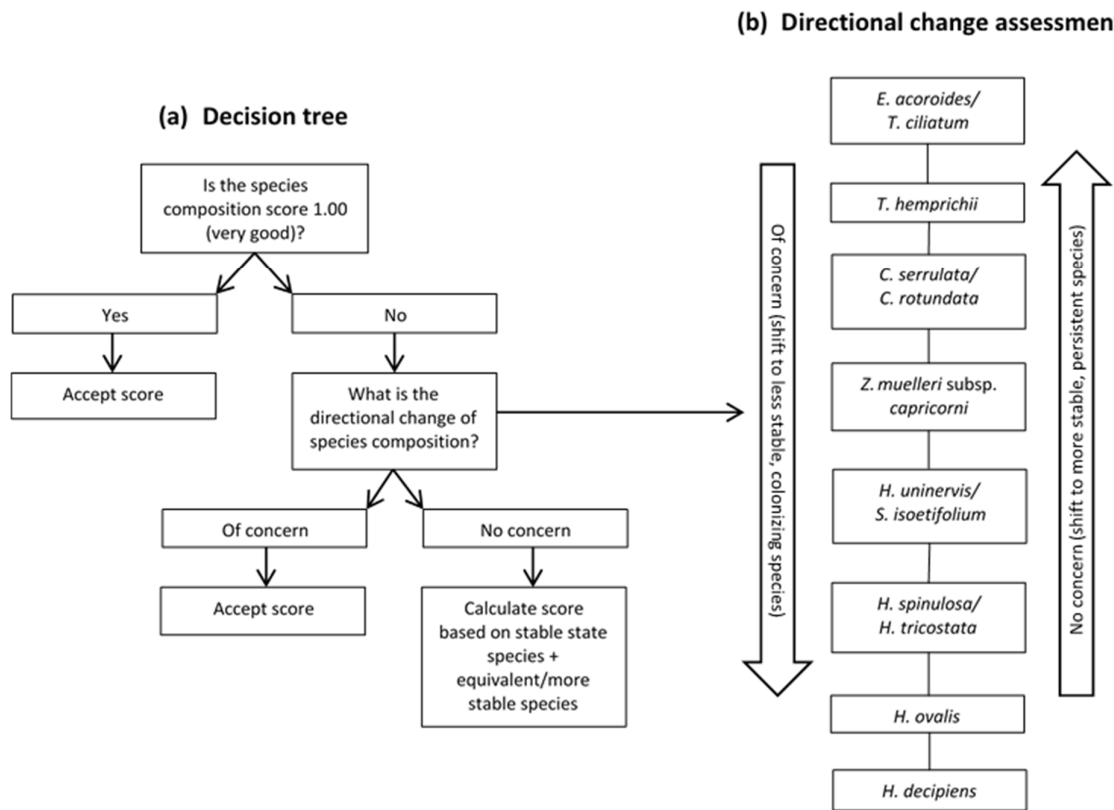 (b) Directional change assessmen
(a) Decision tree
Is the species
composition score 1.00
(very good)?
Yes
No
Accept score
What is the
directional change of
species composition?
Of concern
No concern
Accept score
Calculate score
based on stable state
species +
equivalent/more
stable species
Of concern (shift to less stable, colonizing species)
E. acoroides/
T. ciliatum
T. hemprichii
C. serrulata/
C. rotundata
Z. muelleri subsp.
capricorni
H. uninervis/
S. isoetifolium
H. spinulosa/
H. tricostata
H. ovalis
H. decipiens
No concern (shift to more stable, persistent species)